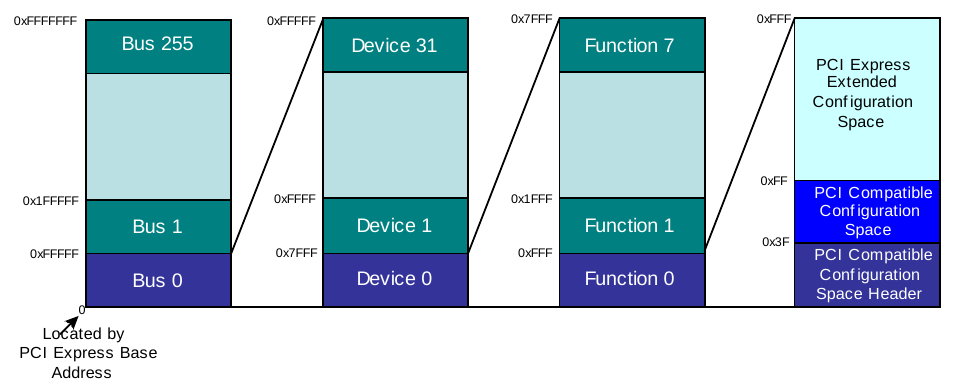 0xFFFFFFF
Bus 255
0x1FFFFF
Bus 1
0xFFFFF
Bus 0
0
Located by
PCI Express Base
Address
0xFFFFF
Device 31
0xFFFF
Device 1
0x7FFF
Device 0
0x7FFF
Function 7
0x1FFF
Function 1
0xFFF
Function 0
0xFFF
PCI Express
Extended
Configuration
Space
0xFF
PCI Compatible
Configuration
Space
0x3F
PCI Compatible
Configuration
Space Header